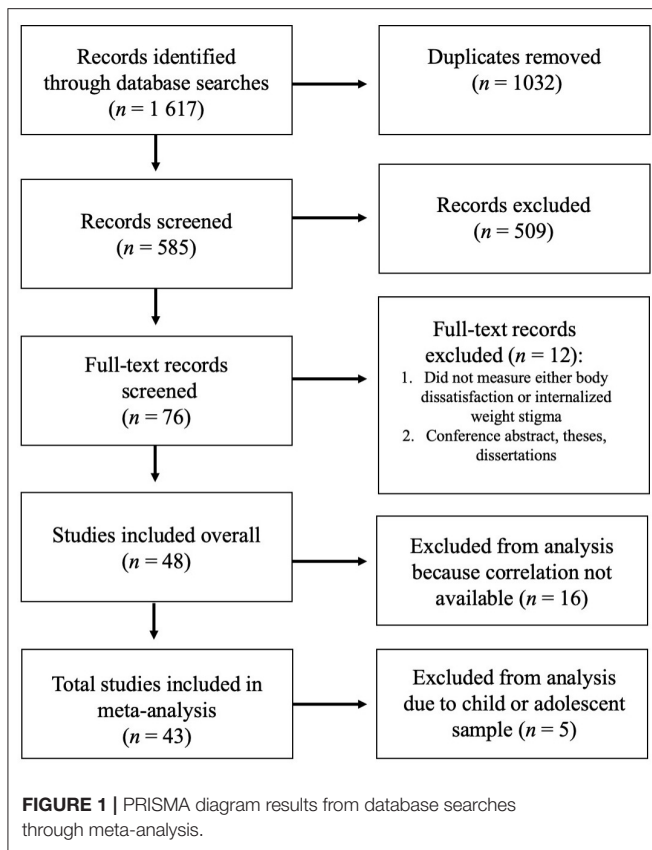 Records identified
through database searches
(n = 1 617)
Duplicates removed
(n = 1032)
Records screened
(n = 585)
Records excluded
(n = 509)
Full-text records
screened
(n = 76)
Full-text records
excluded (n = 12):
1. Did not measure either body
dissatisfaction or internalized
weight stigma
2. Conference abstract, theses,
dissertations
Studies included overall
(n = 48)
Excluded from analysis
because correlation not
available (n = 16)
Total studies included in
meta-analysis
(n = 43)
Excluded from analysis
due to child or adolescent
sample (n = 5)
FIGURE 1 | PRISMA diagram results from database searches
through meta-analysis.